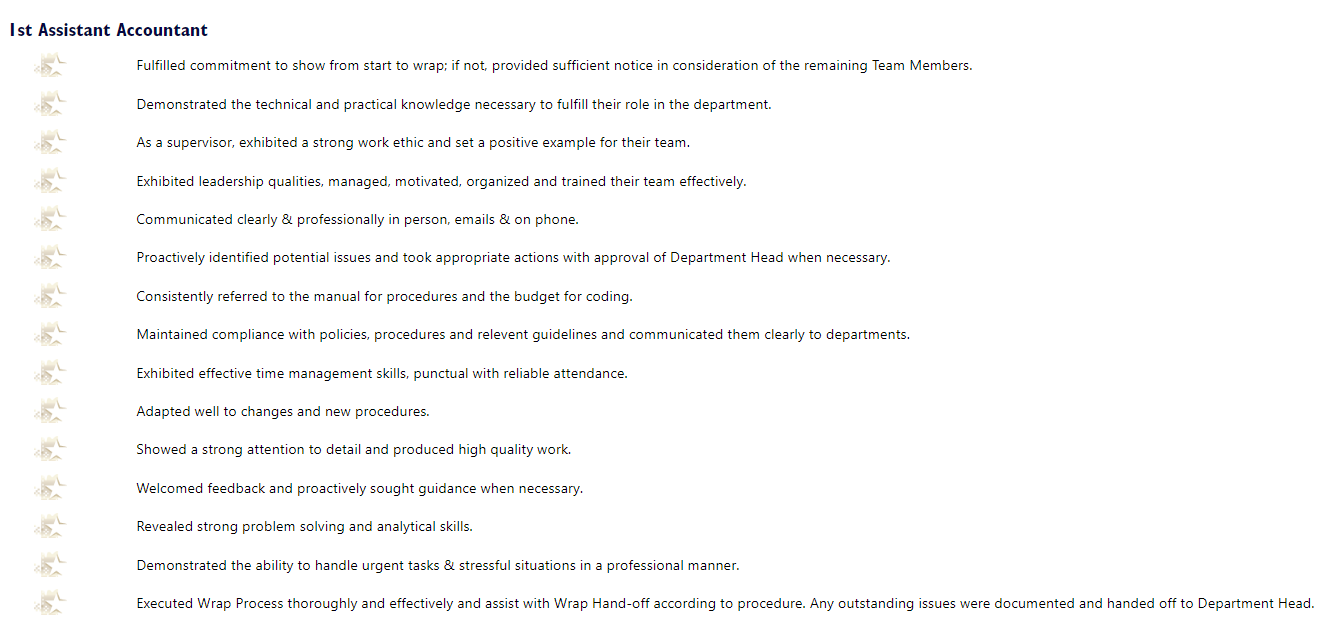 1st Assistant Accountant
Fulfilled commitment to show from start to wrap; if not, provided sufficient notice in consideration of the remaining Team Members.
Demonstrated the technical and practical knowledge necessary to fulfill their role in the department.
As a supervisor, exhibited a strong work ethic and set a positive example for their team.
Exhibited leadership qualities, managed, motivated, organized and trained their team effectively.
Communicated clearly & professionally in person, emails & on phone.
Proactively identified potential issues and took appropriate actions with approval of Department Head when necessary.
Consistently referred to the manual for procedures and the budget for coding.
Maintained compliance with policies, procedures and relevent guidelines and communicated them clearly to departments.
Exhibited effective time management skills, punctual with reliable attendance.
Adapted well to changes and new procedures.
Showed a strong attention to detail and produced high quality work.
Welcomed feedback and proactively sought guidance when necessary.
Revealed strong problem solving and analytical skills.
Demonstrated the ability to handle urgent tasks & stressful situations in a professional manner.
Executed Wrap Process thoroughly and effectively and assist with Wrap Hand-off according to procedure. Any outstanding issues were documented and handed off to Department Head.